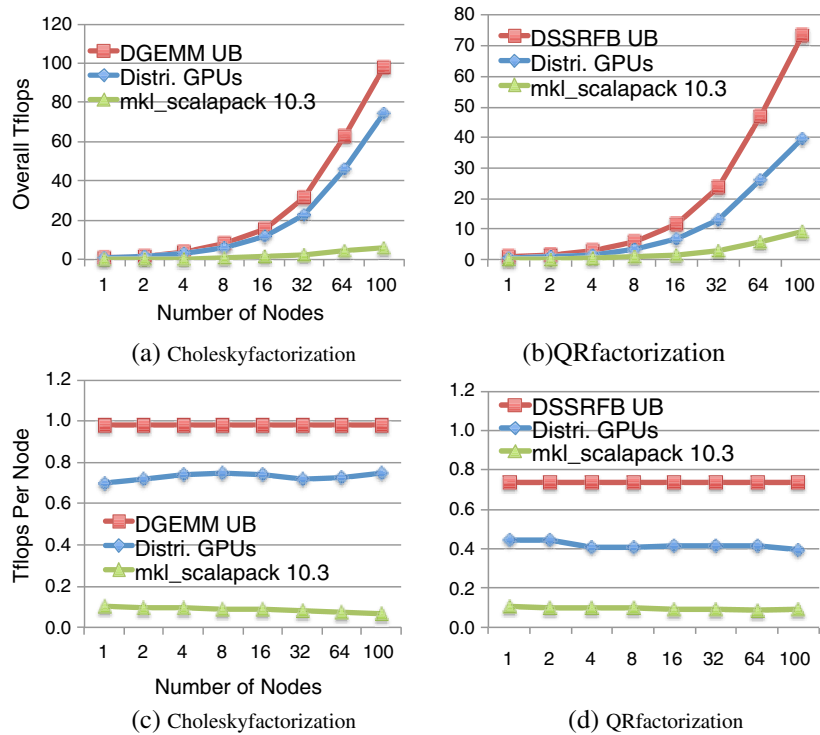 120
100
80
60
40
20
0
Overall Tflops
DGEMM UB
Distri. GPUs
mkl_scalapack 10.3
1 2 4 8 16 32 64 100
Number of Nodes
(a) Choleskyfactorization
80
70
60
50
40
30
20
10
0
DSSRFB UB
Distri. GPUs
mkl_scalapack 10.3
1 2 4 8 16 32 64 100
(b)QRfactorization
1.2
1.0
0.8
0.6
0.4
0.2
0.0
Tflops Per Node
DGEMM UB
Distri. GPUs
mkl_scalapack 10.3
1 2 4 8 16 32 64 100
Number of Nodes
(c) Choleskyfactorization
1.2
1.0
0.8
0.6
0.4
0.2
0.0
DSSRFB UB
Distri. GPUs
mkl_scalapack 10.3
1 2 4 8 16 32 64 100
(d) QRfactorization